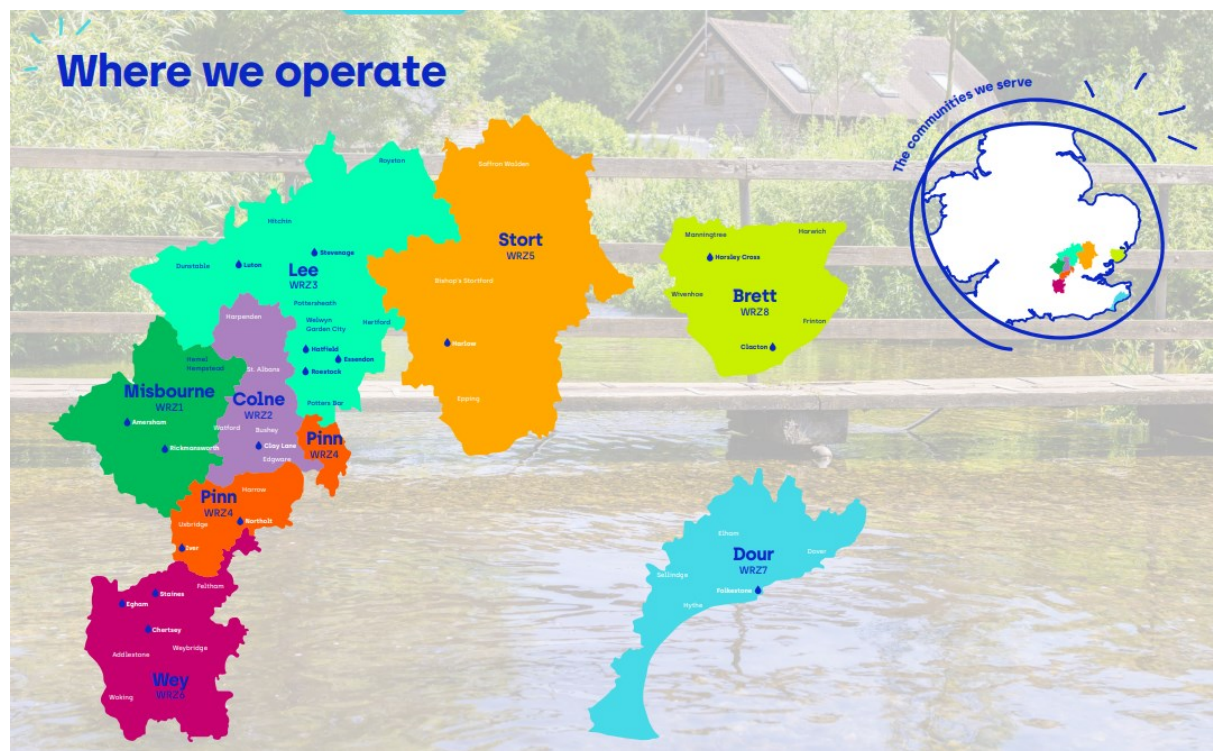 Where we operate
The communities we serve
Royston
Hitchin
Stevenage
Dunstable
Luton
Lee
WRZ3
Pottersheath
Welwyn
Garden City
Hertford
Hatfield
Essendon
Roestock
Potters Bar
Saffron Walden
Stort
WRZ5
Bishop's Stortford
Harlow
Epping
Manningtree
Harwich
Horsley Cross
Wivenhoe
Brett
WRZ8
Frinton
Clacton
Harpenden
St. Albans
Colne
WRZ2
Watford
Bushey
Clay Lane
Edgware
Hemel
Hempstead
Misbourne
WRZ1
Amersham
Rickmansworth
Pinn
WRZ4
Pinn
WRZ4
Harrow
Uxbridge
Northolt
Iver
Feltham
Staines
Egham
Chertsey
Weybridge
Addlestone
Wey
WRZ6
Woking
Elham
Dour
WRZ7
Dover
Sellindge
Folkestone
Hythe